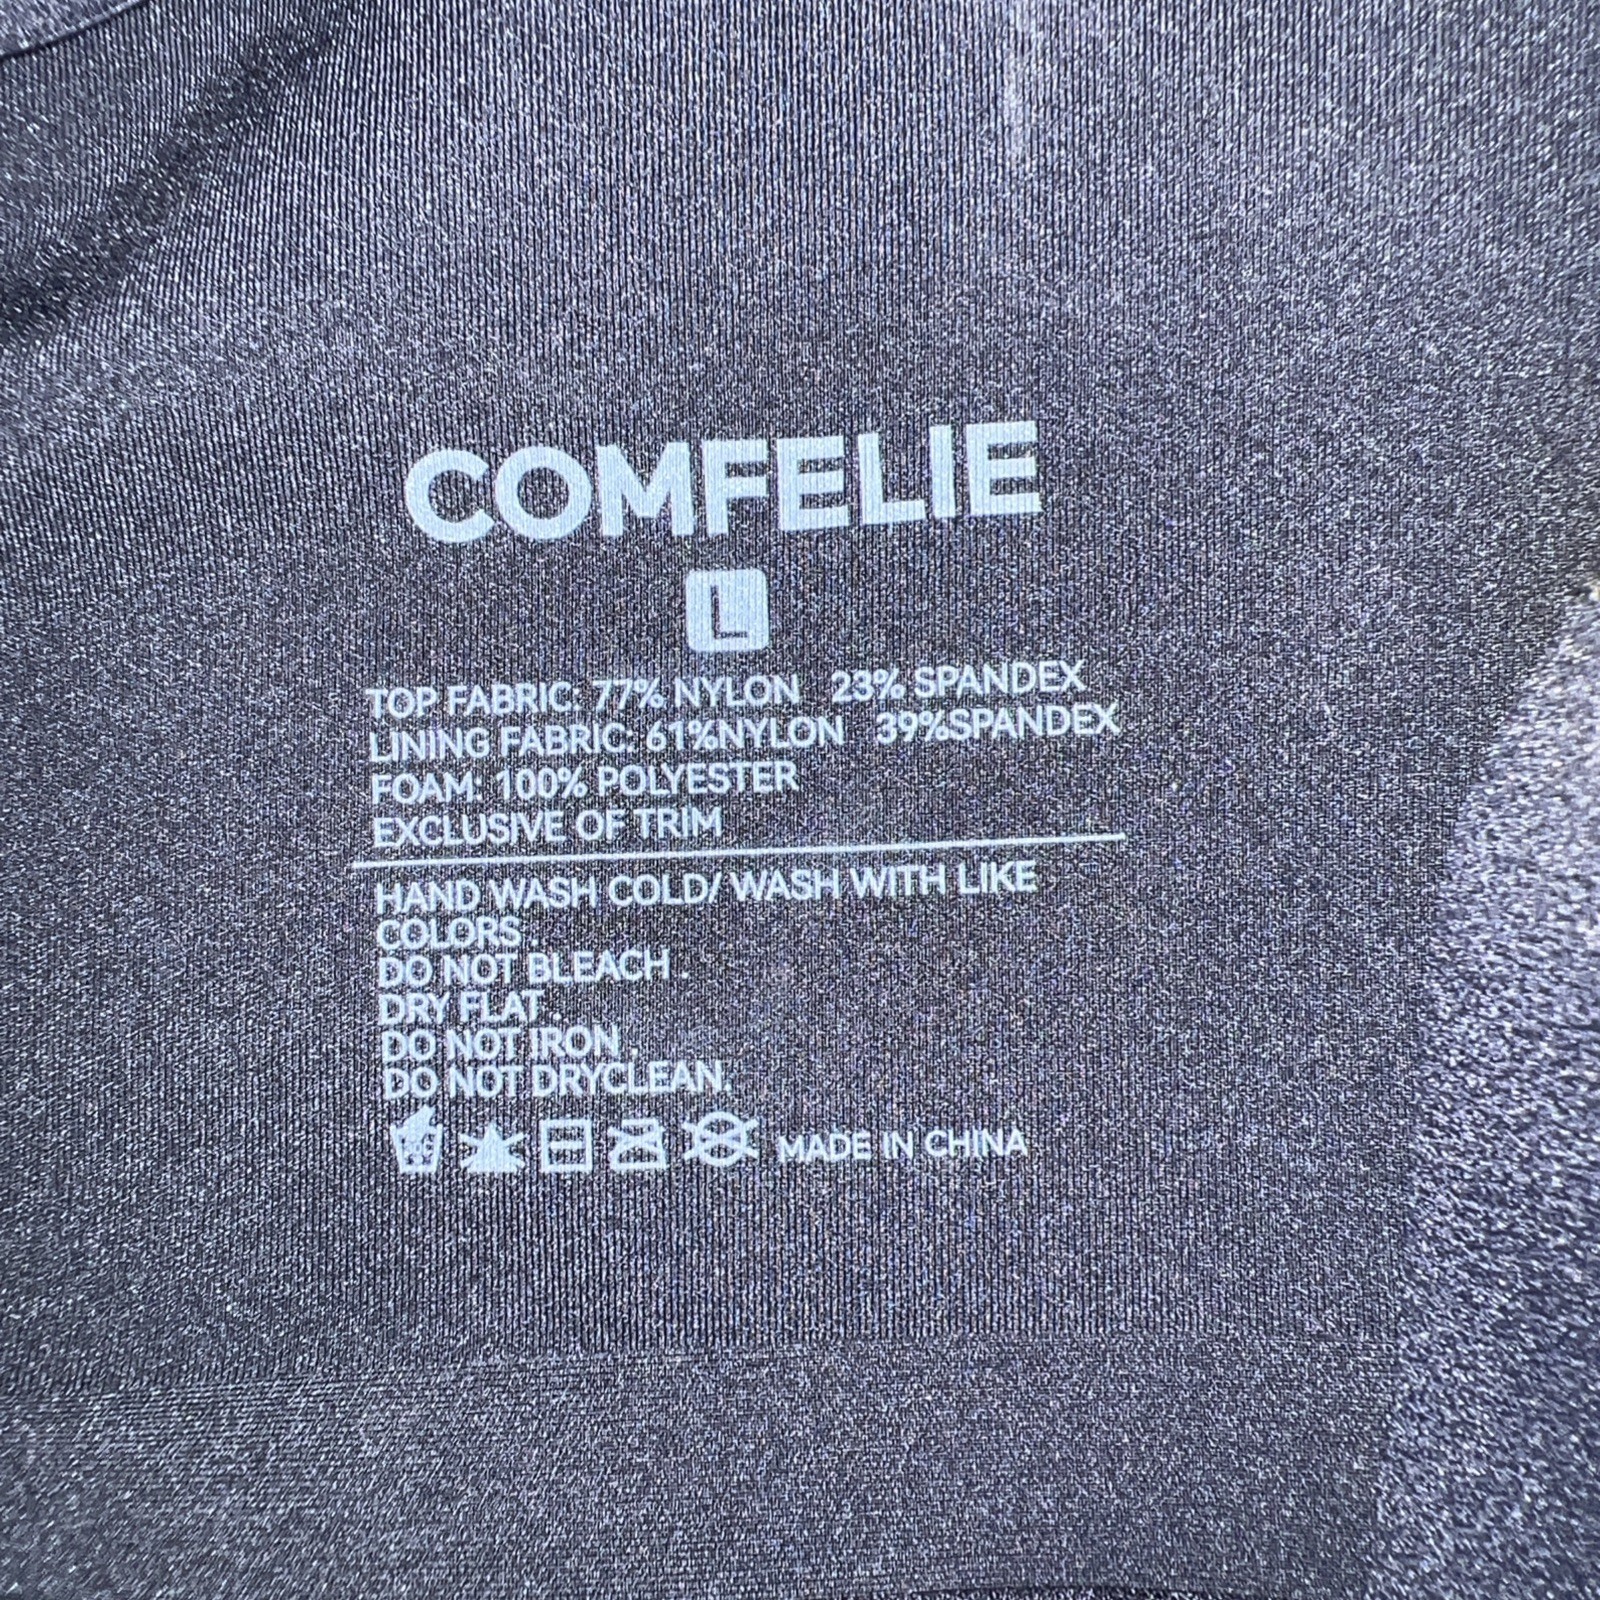 COMFELIE
L
TOP FABRIC: 77% NYLON 23% SPANDEX
LINING FABRIC: 61%NYLON 39%SPANDEX
FOAM: 100% POLYESTER
EXCLUSIVE OF TRIM
HAND WASH COLD/ WASH WITH LIKE
COLORS .
DO NOT BLEACH .
DRY FLAT .
DO NOT IRON .
DO NOT DRYCLEAN.
MADE IN CHINA